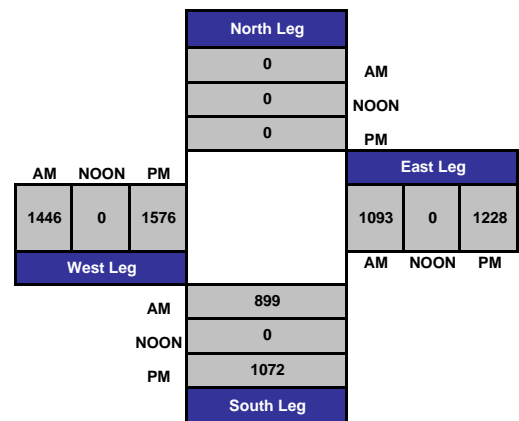 North Leg
0
AM
0
NOON
0
PM
East Leg
AM NOON PM
1446 0 1576
1093 0 1228
West Leg
AM NOON PM
AM
899
NOON
0
PM
1072
South Leg